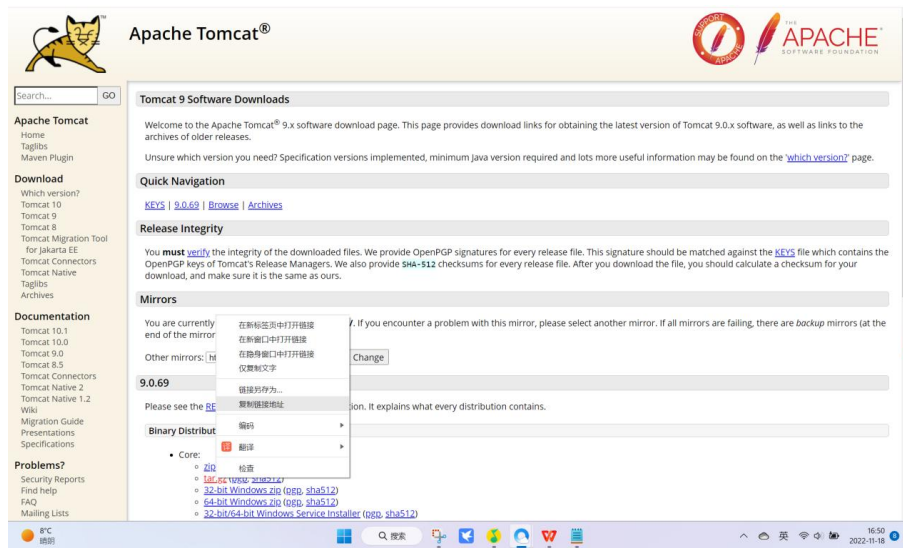 Apache Tomcat®
TM
SUPPORT
APACHE
THE
APACHE®
SOFTWARE FOUNDATION
Search... GO
Apache Tomcat
Home
Taglibs
Maven Plugin
Download
Which version?
Tomcat 10
Tomcat 9
Tomcat 8
Tomcat Migration Tool
for Jakarta EE
Tomcat Connectors
Tomcat Native
Taglibs
Archives
Documentation
Tomcat 10.1
Tomcat 10.0
Tomcat 9.0
Tomcat 8.5
Tomcat Connectors
Tomcat Native 2
Tomcat Native 1.2
Wiki
Migration Guide
Presentations
Specifications
Problems?
Security Reports
Find help
FAQ
Mailing Lists
Tomcat 9 Software Downloads
Welcome to the Apache Tomcat® 9.x software download page. This page provides download links for obtaining the latest version of Tomcat 9.0.x software, as well as links to the
archives of older releases.
Unsure which version you need? Specification versions implemented, minimum Java version required and lots more useful information may be found on the 'which version?' page.
Quick Navigation
KEYS | 9.0.69 | Browse | Archives
Release Integrity
You must verify the integrity of the downloaded files. We provide OpenPGP signatures for every release file. This signature should be matched against the KEYS file which contains the
OpenPGP keys of Tomcat's Release Managers. We also provide SHA-512 checksums for every release file. After you download the file, you should calculate a checksum for your
download, and make sure it is the same as ours.
Mirrors
You are currently /. If you encounter a problem with this mirror, please select another mirror. If all mirrors are failing, there are backup mirrors (at the
end of the mirror
Other mirrors: ht Change
9.0.69
Please see the RE ion. It explains what every distribution contains.
Binary Distribut
Core:
zip
tar.gz (pgp, sha512)
32-bit Windows zip (pgp, sha512)
64-bit Windows zip (pgp, sha512)
32-bit/64-bit Windows Service Installer (pgp, sha512)
在新标签页中打开链接
在新窗口中打开链接
在隐身窗口中打开链接
仅复制文字
链接另存为...
复制链接地址
编码
译 翻译
检查
8°C
晴朗
搜索
英
16:50
2022-11-18
8